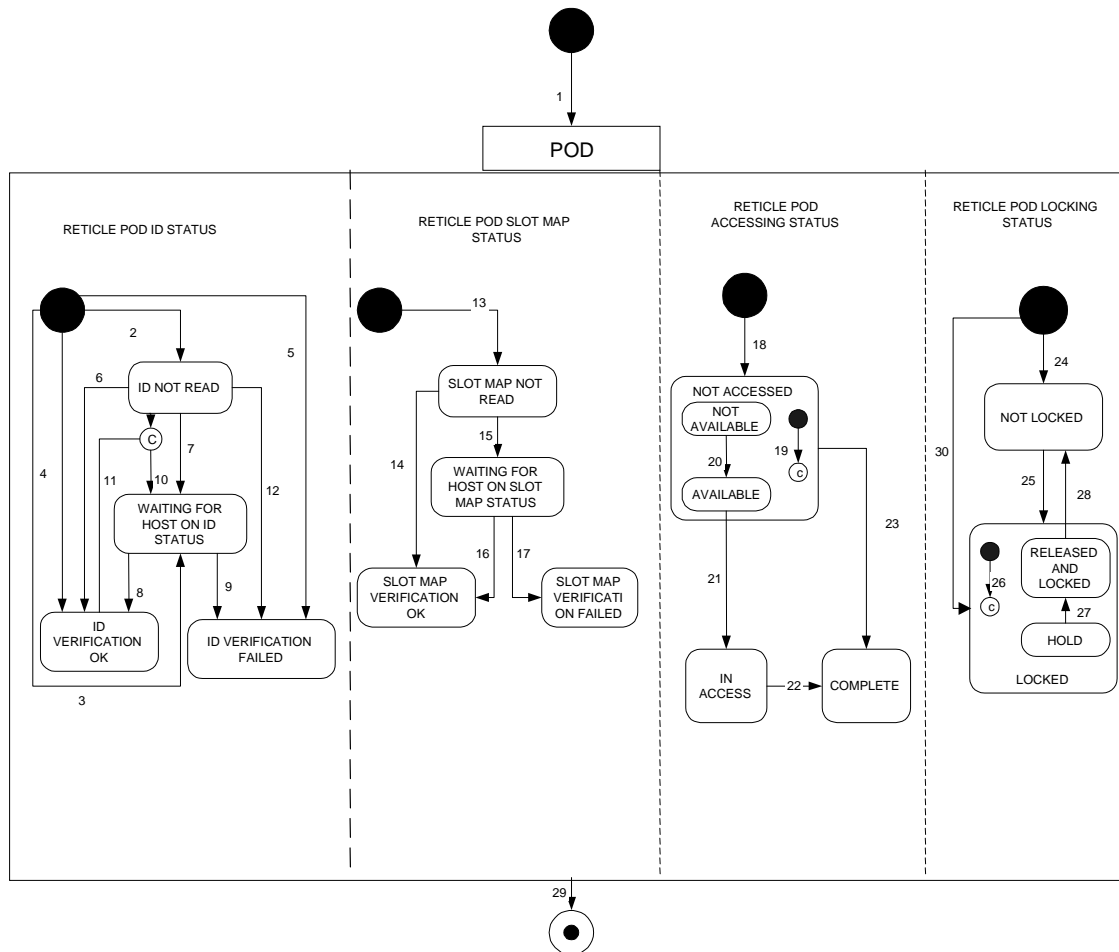 1
POD
RETICLE POD ID STATUS
RETICLE POD SLOT MAP
STATUS
RETICLE POD
ACCESSING STATUS
RETICLE POD LOCKING
STATUS
2
5
6
ID NOT READ
C
7
4
11
10
12
WAITING FOR
HOST ON ID
STATUS
8
9
ID
VERIFICATION
OK
ID VERIFICATION
FAILED
3
13
SLOT MAP NOT
READ
15
14
WAITING FOR
HOST ON SLOT
MAP STATUS
16
17
SLOT MAP
VERIFICATION
OK
SLOT MAP
VERIFICATI
ON FAILED
18
NOT ACCESSED
NOT
AVAILABLE
20
19
c
AVAILABLE
23
21
IN
ACCESS
22
COMPLETE
24
NOT LOCKED
30
25
28
RELEASED
AND
LOCKED
26
c
27
HOLD
LOCKED
29